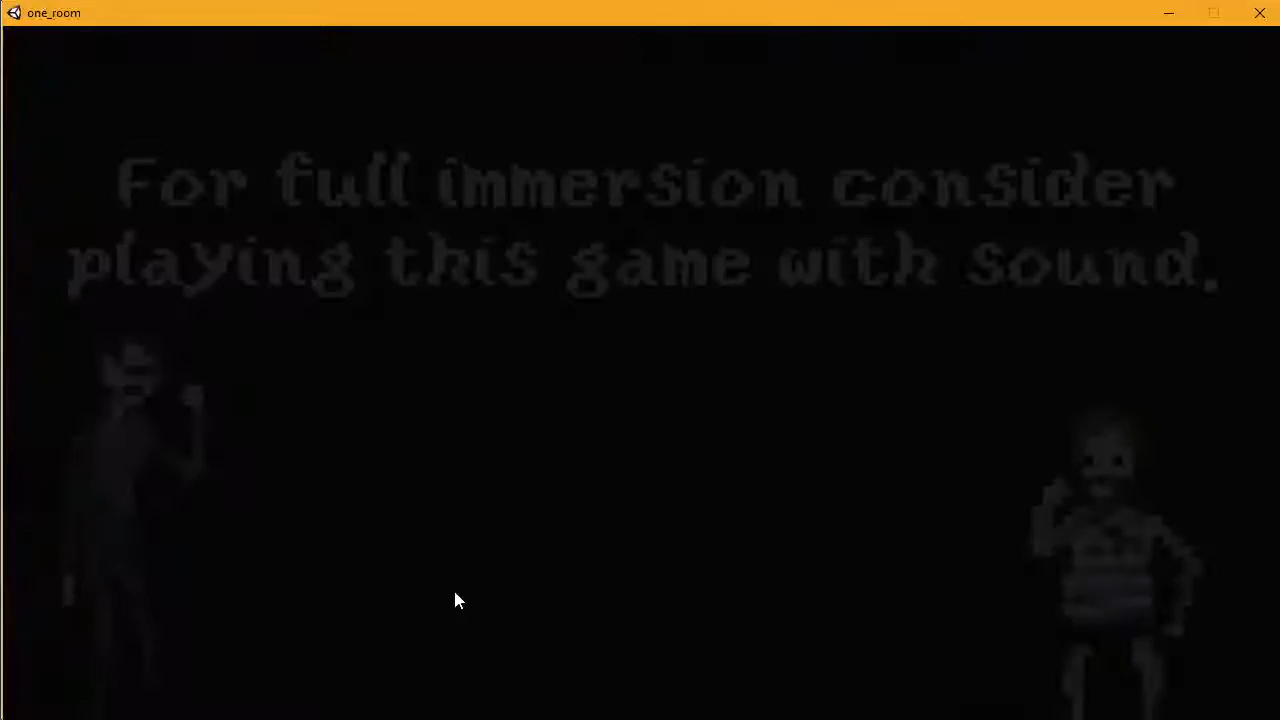 one_room
For full immersion consider
playing this game with sound.